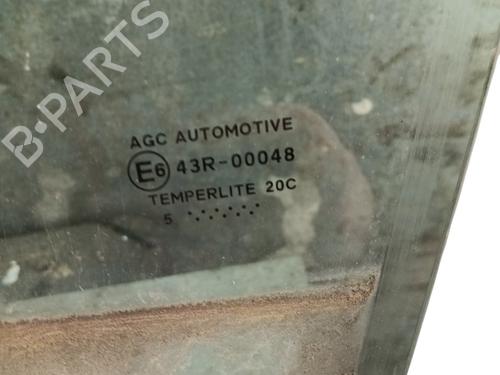 B-PARTS
AGC AUTOMOTIVE
E6 43R-00048
TEMPERLITE 20C
5